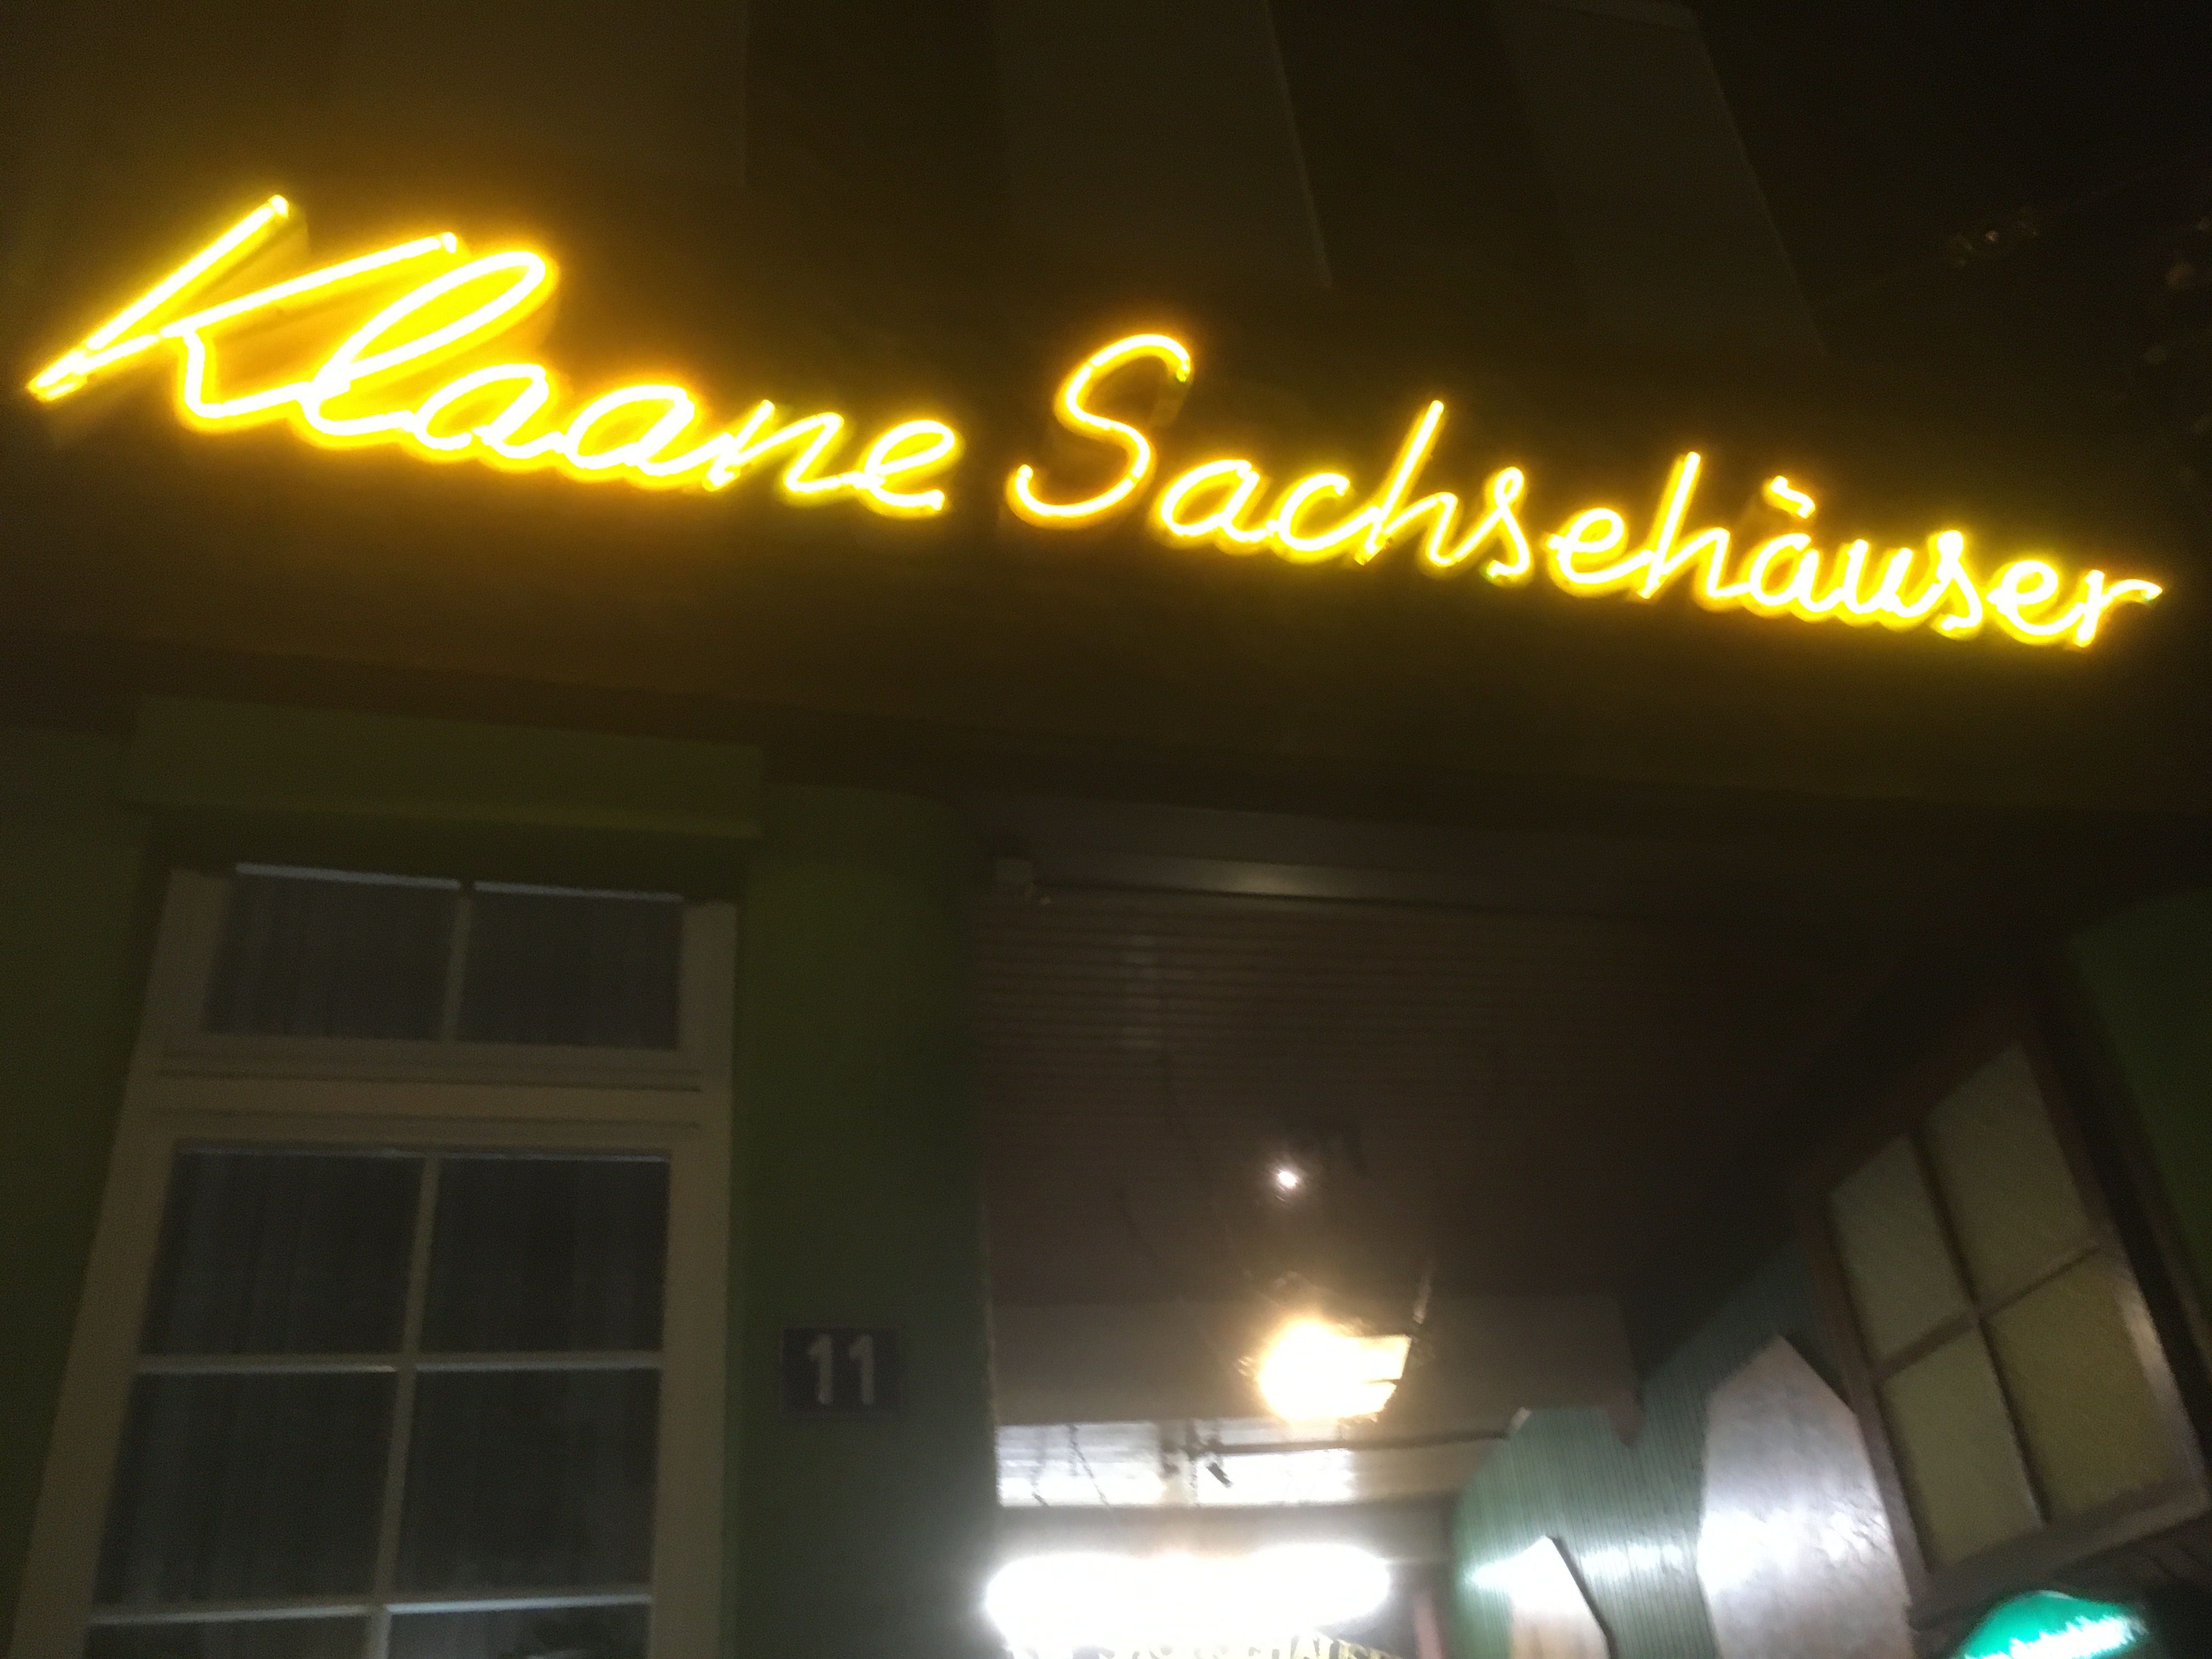 Klaane Sachsehäuser
11